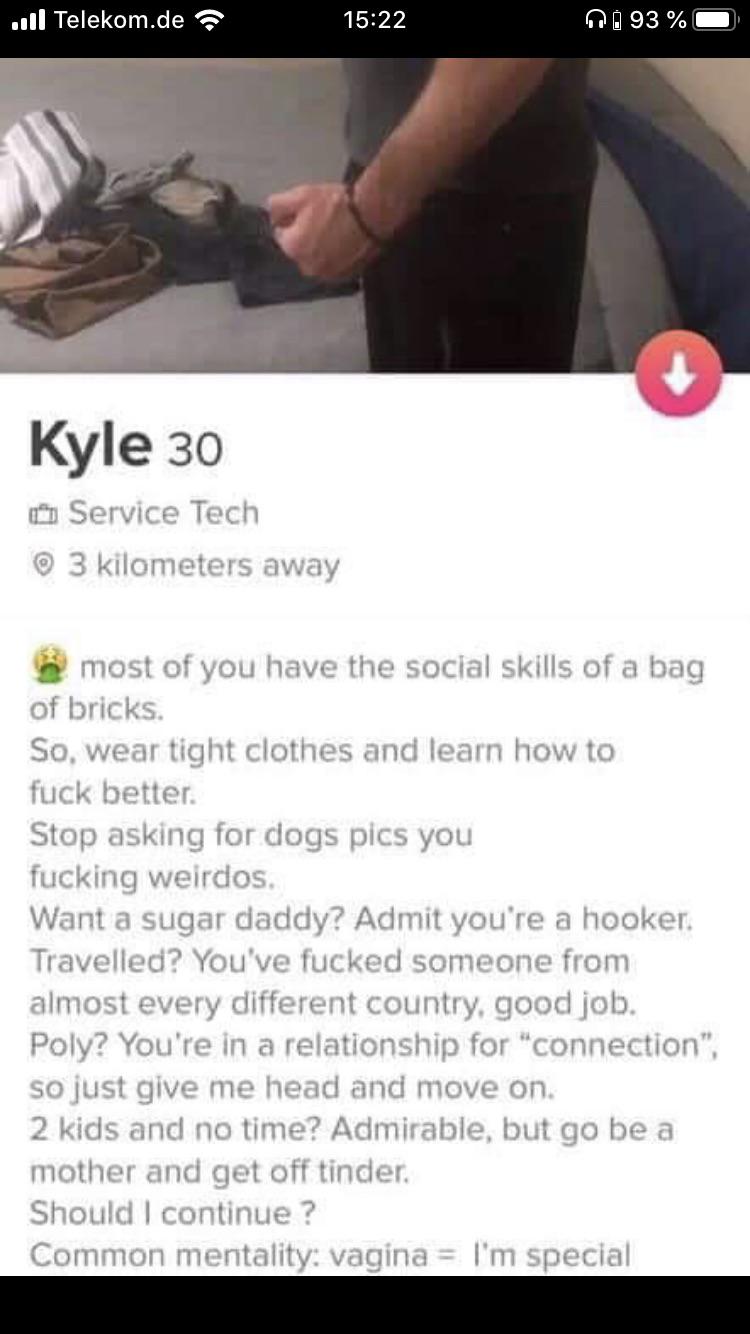 Telekom.de 15:22 93 %
Kyle 30
Service Tech
3 kilometers away
🤮 most of you have the social skills of a bag
of bricks.
So, wear tight clothes and learn how to
fuck better.
Stop asking for dogs pics you
fucking weirdos.
Want a sugar daddy? Admit you're a hooker.
Travelled? You've fucked someone from
almost every different country, good job.
Poly? You're in a relationship for “connection”,
so just give me head and move on.
2 kids and no time? Admirable, but go be a
mother and get off tinder.
Should I continue ?
Common mentality: vagina = I'm special